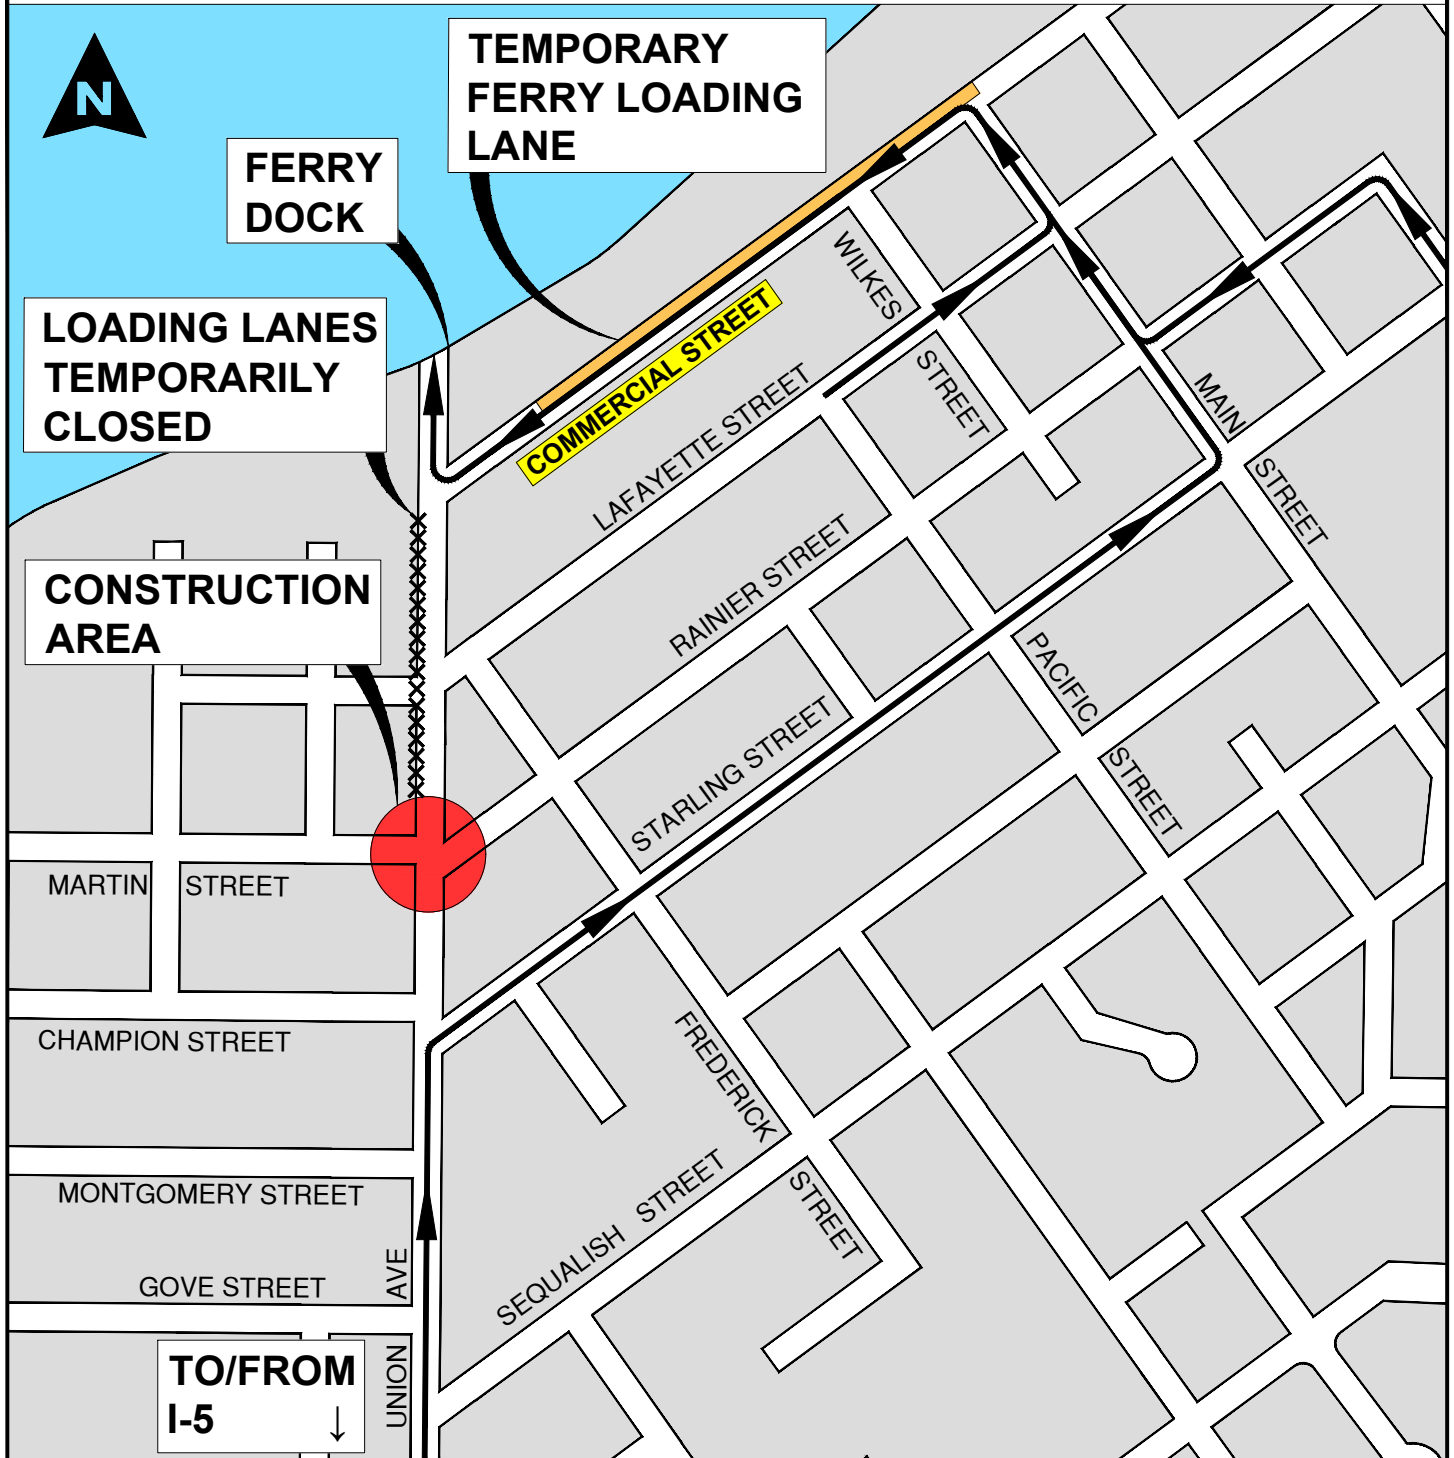 N
TEMPORARY
FERRY LOADING
LANE
FERRY
DOCK
LOADING LANES
TEMPORARILY
CLOSED
CONSTRUCTION
AREA
COMMERCIAL STREET
WILKES
STREET
LAFAYETTE STREET
MAIN
STREET
RAINIER STREET
STARLING STREET
PACIFIC
STREET
MARTIN STREET
CHAMPION STREET
FREDERICK
STREET
MONTGOMERY STREET
SEQUALISH STREET
GOVE STREET
UNION AVE
TO/FROM
I-5 ↓